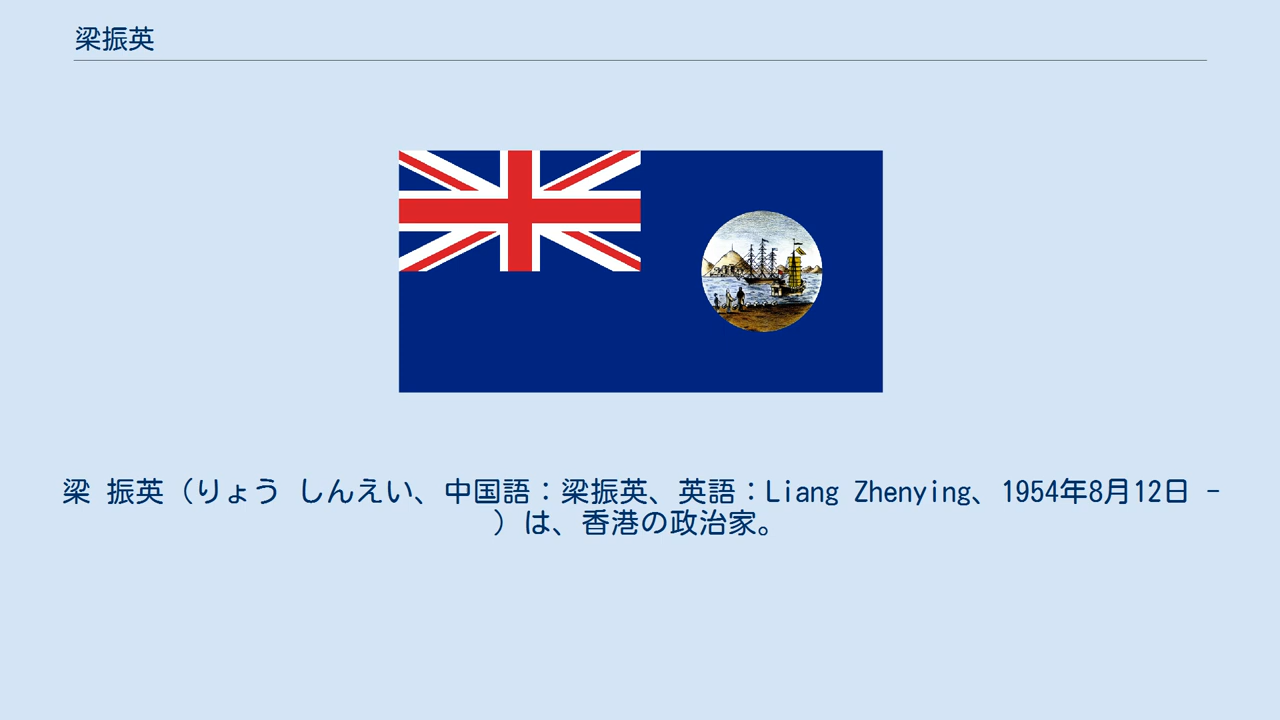 梁振英
梁 振英（りょう しんえい、中国語：梁振英、英語：Liang Zhenying、1954年8月12日 -
）は、香港の政治家。